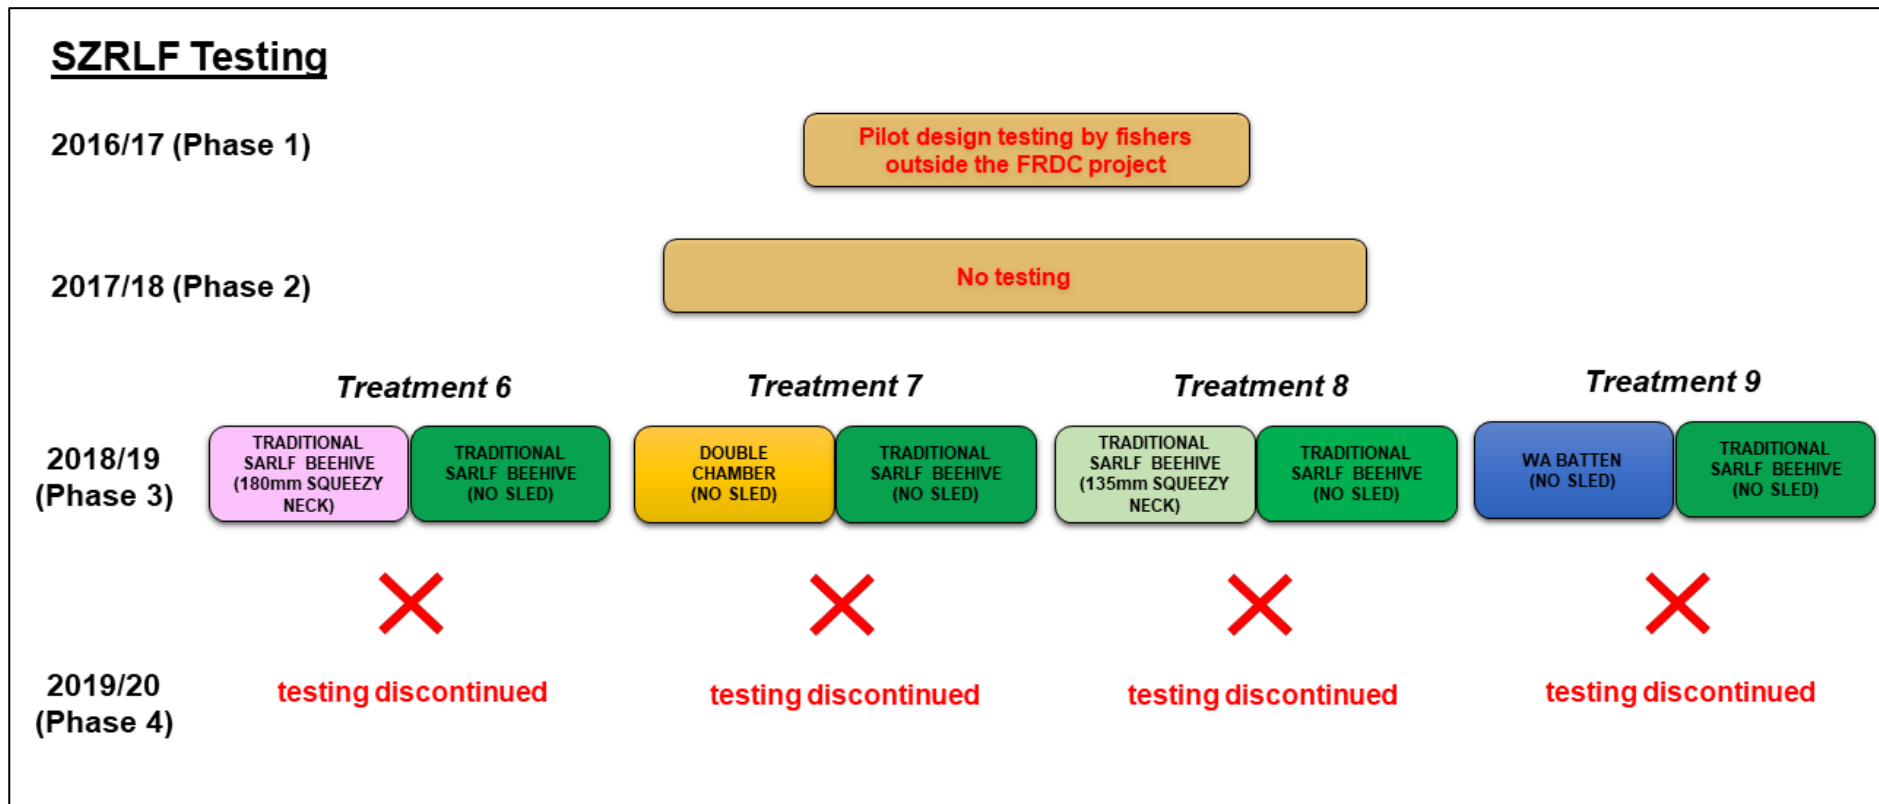 SZRLF Testing
2016/17 (Phase 1)
Pilot design testing by fishers
outside the FRDC project
2017/18 (Phase 2)
No testing
Treatment 6
Treatment 7
Treatment 8
Treatment 9
2018/19
(Phase 3)
TRADITIONAL
SARLF BEEHIVE
(180mm SQUEEZY
NECK)
TRADITIONAL
SARLF BEEHIVE
(NO SLED)
DOUBLE
CHAMBER
(NO SLED)
TRADITIONAL
SARLF BEEHIVE
(NO SLED)
TRADITIONAL
SARLF BEEHIVE
(135mm SQUEEZY
NECK)
TRADITIONAL
SARLF BEEHIVE
(NO SLED)
WA BATTEN
(NO SLED)
TRADITIONAL
SARLF BEEHIVE
(NO SLED)
2019/20
(Phase 4)
testing discontinued
testing discontinued
testing discontinued
testing discontinued